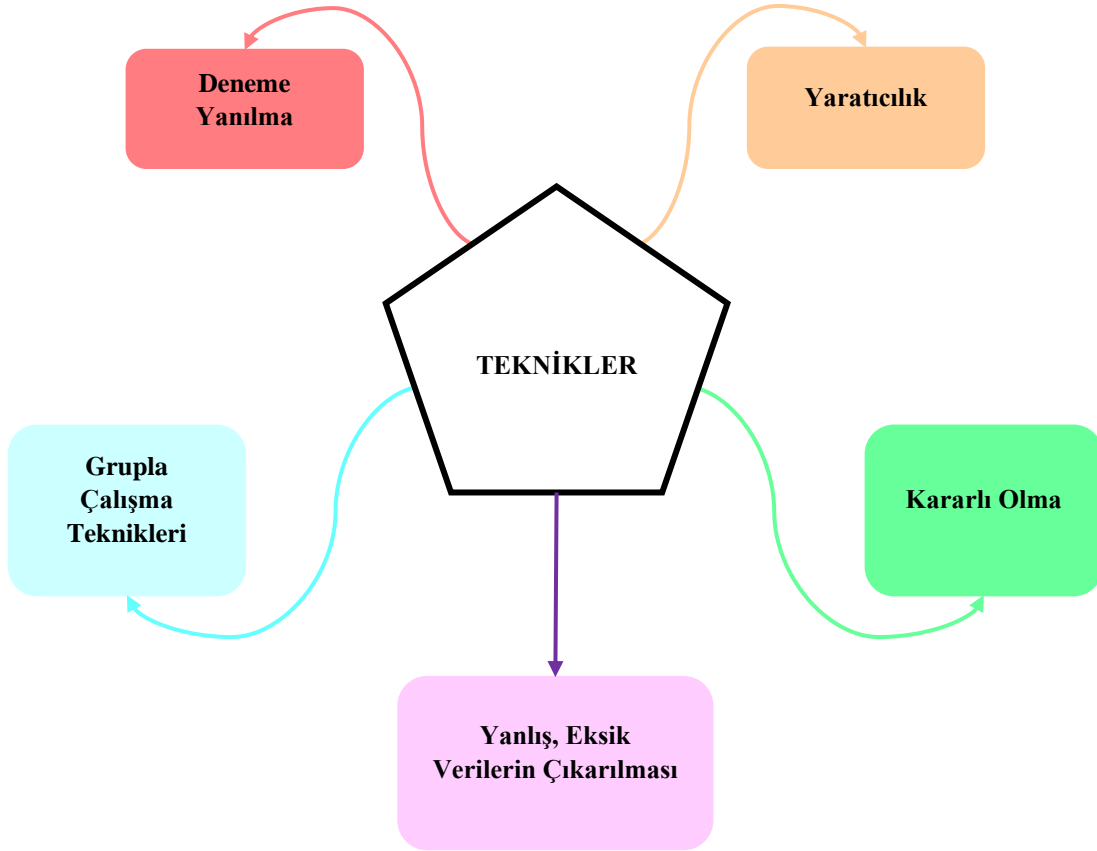 Deneme
Yanılma
Yaratıcılık
TEKNİKLER
Grupla
Çalışma
Teknikleri
Kararlı Olma
Yanlış, Eksik
Verilerin Çıkarılması